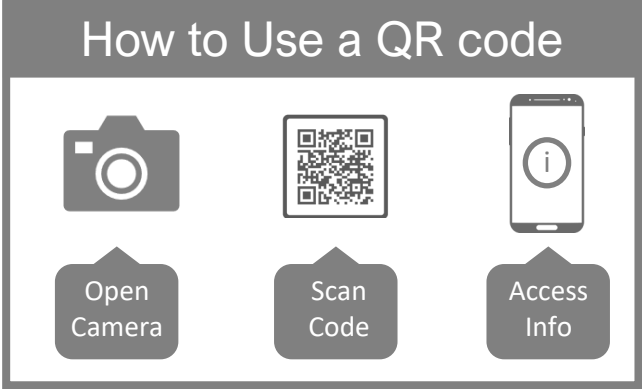 How to Use a QR code
i
Open
Camera
Scan
Code
Access
Info